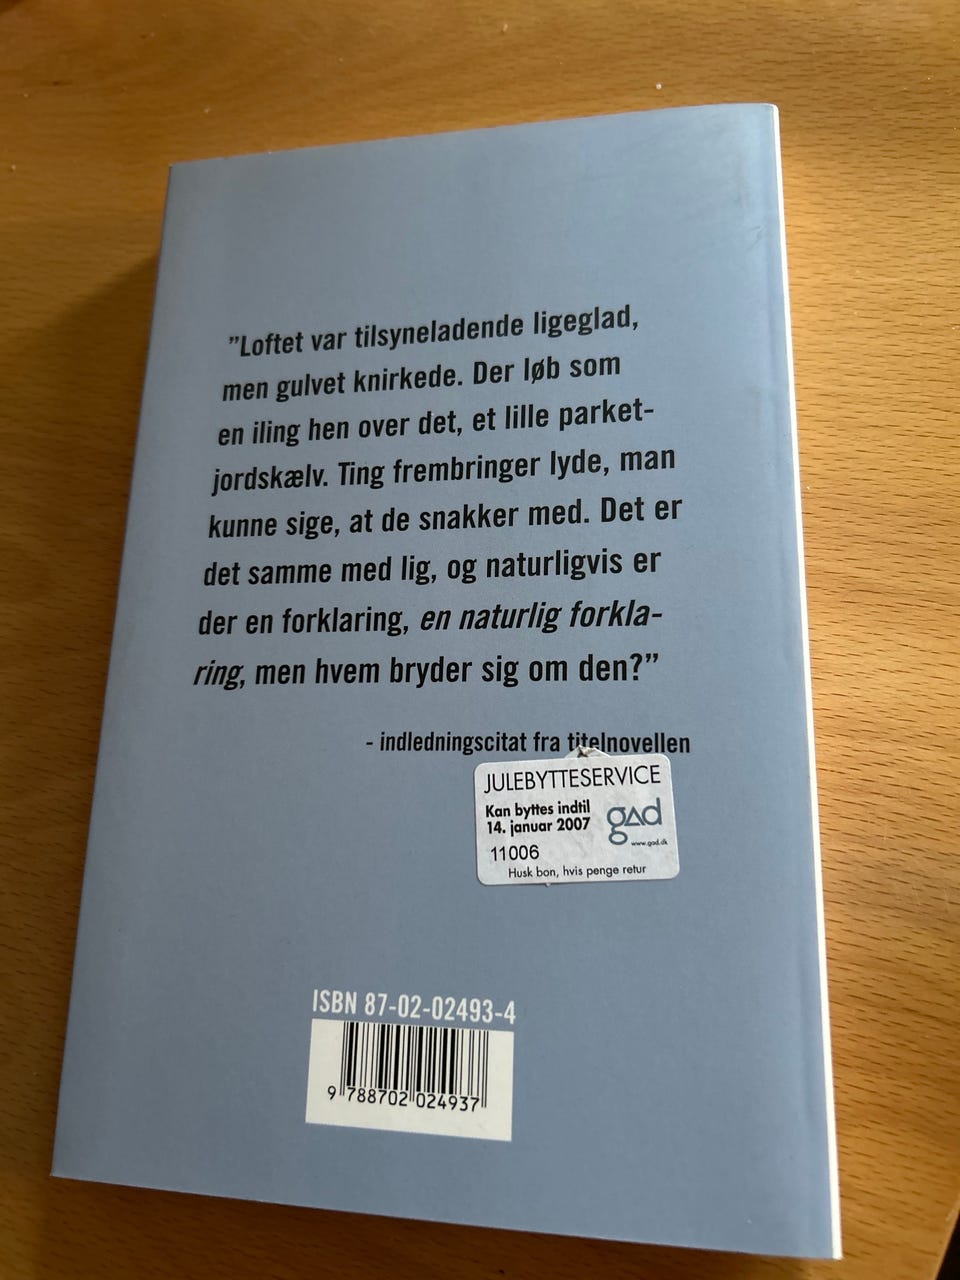 ”Loftet var tilsyneladende ligeglad,
men gulvet knirkede. Der løb som
en iling hen over det, et lille parket-
jordskælv. Ting frembringer lyde, man
kunne sige, at de snakker med. Det er
det samme med lig, og naturligvis er
der en forklaring, en naturlig forkla-
ring, men hvem bryder sig om den?”
- indledningscitat fra titelnovellen
JULEBYTTESERVICE
Kan byttes indtil
14. januar 2007
gad
www.gad.dk
11006
Husk bon, hvis penge retur
ISBN 87-02-02493-4
9 788702 024937